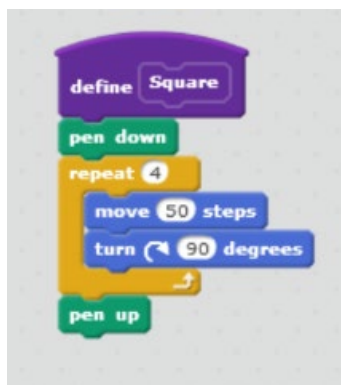 define Square
pen down
repeat 4
move 50 steps
turn 90 degrees
pen up